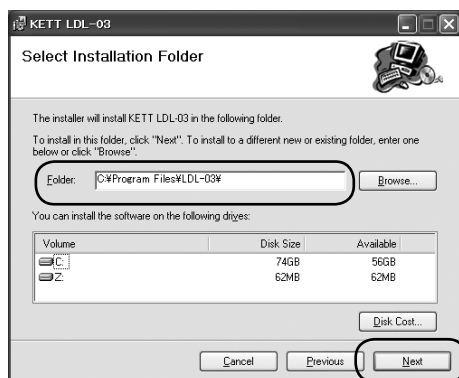 KETT LDL-03
Select Installation Folder
The installer will install KETT LDL-03 in the following folder.
To install in this folder, click "Next". To install to a different new or existing folder, enter one
below or click "Browse".
Folder: C:¥Program Files¥LDL-03¥ Browse...
You can install the software on the following drives:
Volume Disk Size Available
C: 74GB 56GB
Z: 62MB 62MB
Disk Cost...
Cancel Previous Next